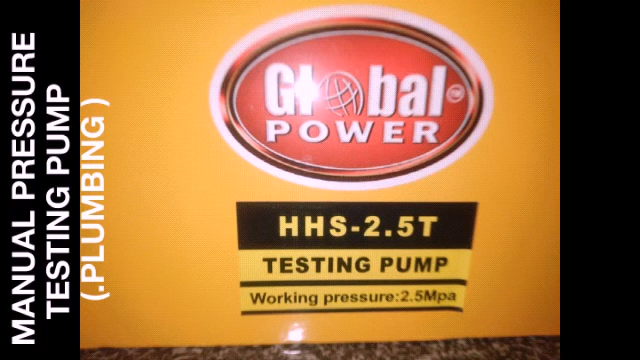 MANUAL PRESSURE
TESTING PUMP
(.PLUMBING )
Global
POWER
HHS-2.5T
TESTING PUMP
Working pressure:2.5Mpa